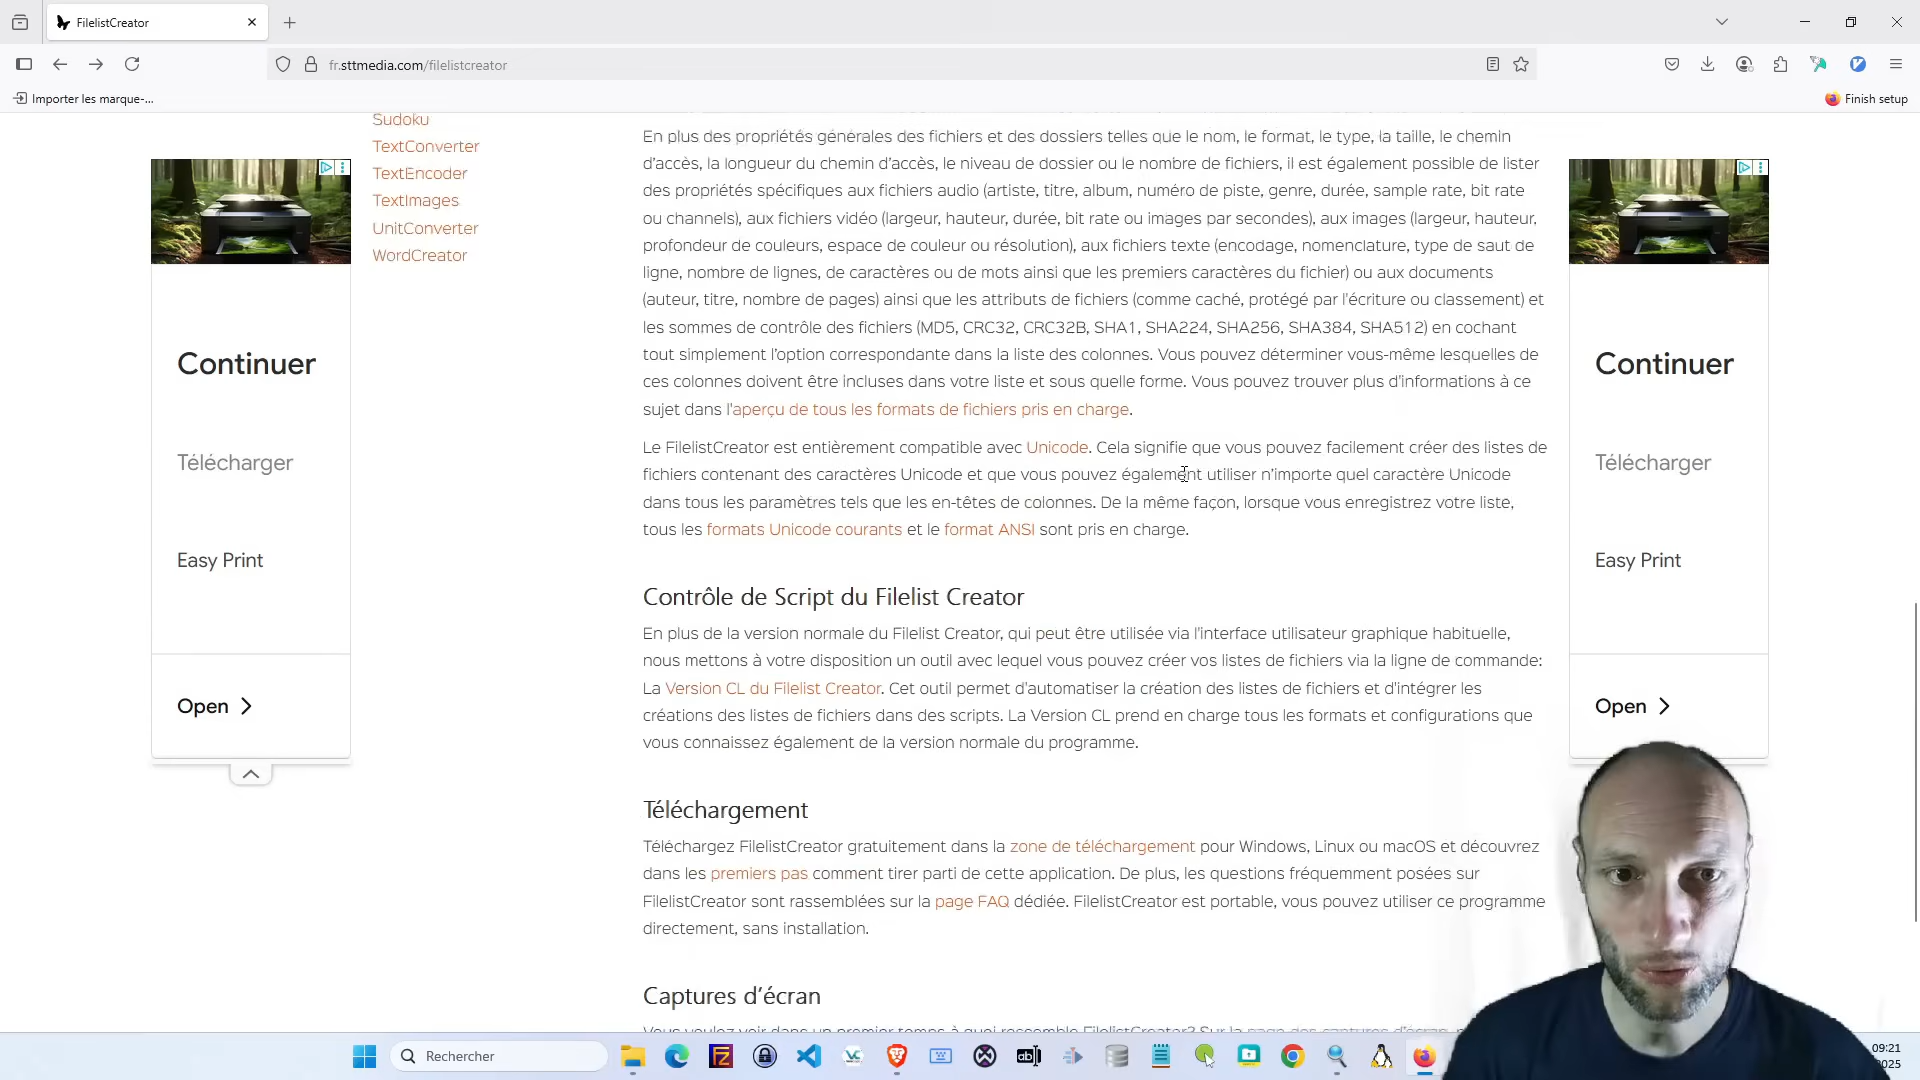 FilelistCreator
fr.sttmedia.com/filelistcreator
Importer les marque-...
Finish setup
Sudoku
TextConverter
TextEncoder
TextImages
UnitConverter
WordCreator
Continuer
Télécharger
Easy Print
Open
En plus des propriétés générales des fichiers et des dossiers telles que le nom, le format, le type, la taille, le chemin
d'accès, la longueur du chemin d'accès, le niveau de dossier ou le nombre de fichiers, il est également possible de lister
des propriétés spécifiques aux fichiers audio (artiste, titre, album, numéro de piste, genre, durée, sample rate, bit rate
ou channels), aux fichiers vidéo (largeur, hauteur, durée, bit rate ou images par secondes), aux images (largeur, hauteur,
profondeur de couleurs, espace de couleur ou résolution), aux fichiers texte (encodage, nomenclature, type de saut de
ligne, nombre de lignes, de caractères ou de mots ainsi que les premiers caractères du fichier) ou aux documents
(auteur, titre, nombre de pages) ainsi que les attributs de fichiers (comme caché, protégé par l'écriture ou classement) et
les sommes de contrôle des fichiers (MD5, CRC32, CRC32B, SHA1, SHA224, SHA256, SHA384, SHA512) en cochant
tout simplement l'option correspondante dans la liste des colonnes. Vous pouvez déterminer vous-même lesquelles de
ces colonnes doivent être incluses dans votre liste et sous quelle forme. Vous pouvez trouver plus d'informations à ce
sujet dans l'aperçu de tous les formats de fichiers pris en charge.
Le FilelistCreator est entièrement compatible avec Unicode. Cela signifie que vous pouvez facilement créer des listes de
fichiers contenant des caractères Unicode et que vous pouvez également utiliser n'importe quel caractère Unicode
dans tous les paramètres tels que les en-têtes de colonnes. De la même façon, lorsque vous enregistrez votre liste,
tous les formats Unicode courants et le format ANSI sont pris en charge.
Contrôle de Script du Filelist Creator
En plus de la version normale du Filelist Creator, qui peut être utilisée via l'interface utilisateur graphique habituelle,
nous mettons à votre disposition un outil avec lequel vous pouvez créer vos listes de fichiers via la ligne de commande:
La Version CL du Filelist Creator. Cet outil permet d'automatiser la création des listes de fichiers et d'intégrer les
créations des listes de fichiers dans des scripts. La Version CL prend en charge tous les formats et configurations que
vous connaissez également de la version normale du programme.
Téléchargement
Téléchargez FilelistCreator gratuitement dans la zone de téléchargement pour Windows, Linux ou macOS et découvrez
dans les premiers pas comment tirer parti de cette application. De plus, les questions fréquemment posées sur
FilelistCreator sont rassemblées sur la page FAQ dédiée. FilelistCreator est portable, vous pouvez utiliser ce programme
directement, sans installation.
Captures d'écran
Vous voulez voir dans un premier temps à quoi ressemble FilelistCreator? Sur la page des captures d'écran,
Continuer
Télécharger
Easy Print
Open
Rechercher
09:21
2025